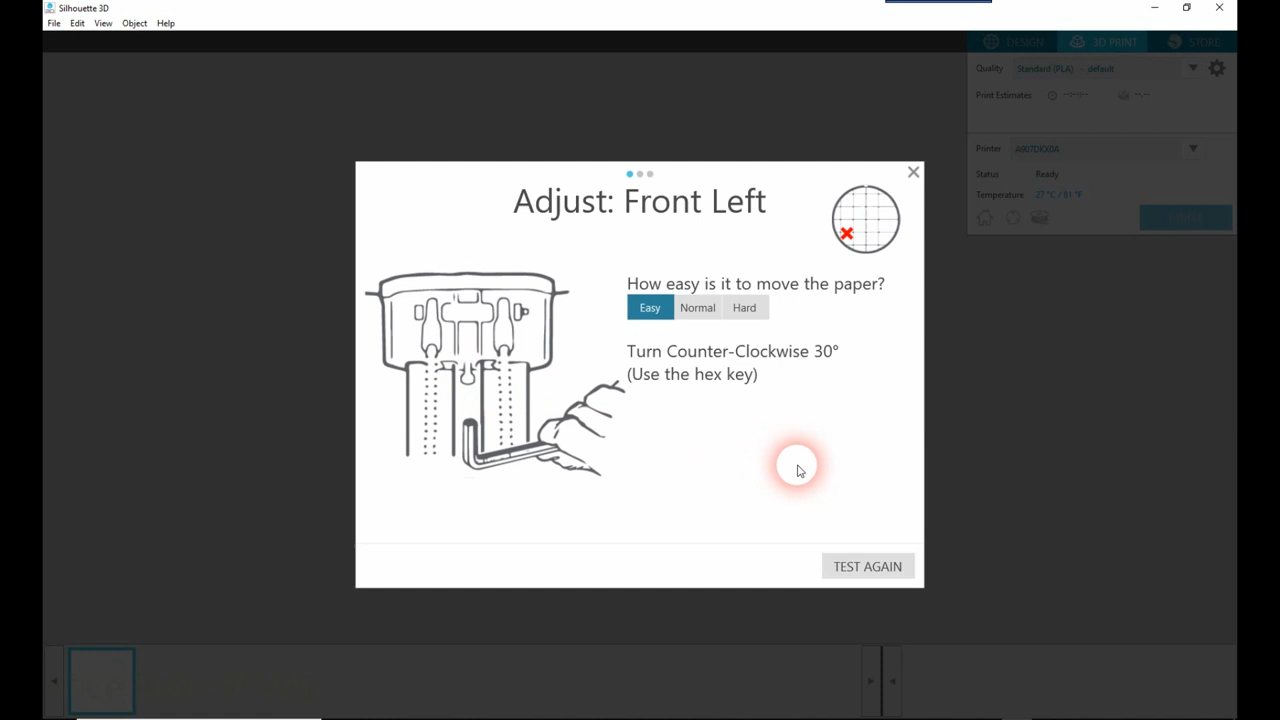 Silhouette 3D
File Edit View Object Help
DESIGN 3D PRINT STORE
Quality Standard (PLA) - default
Print Estimates
Printer
Status Ready
Temperature 27 °C / 81 °F
Adjust: Front Left
How easy is it to move the paper?
Easy Normal Hard
Turn Counter-Clockwise 30°
(Use the hex key)
TEST AGAIN